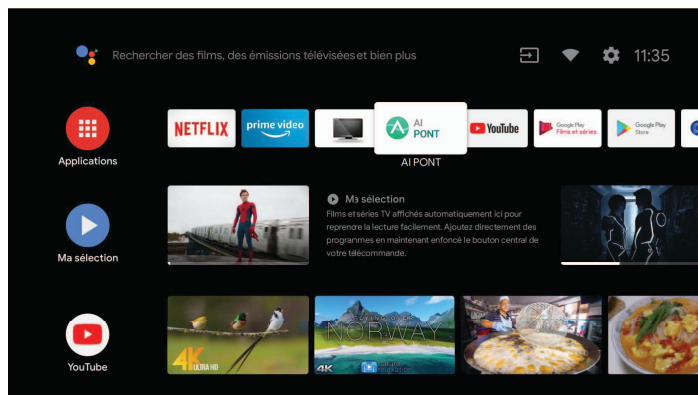 Rechercher des films, des émissions télévisées et bien plus
11:35
NETFLIX
prime video
AI
PONT
YouTube
Google Play
Films et séries
Google Play
Store
Applications
AI PONT
Ma sélection
Films et séries TV affichés automatiquement ici pour
reprendre la lecture facilement. Ajoutez directement des
programmes en maintenant enfoncé le bouton central de
votre télécommande.
Ma sélection
FLYING OVER
NORWAY
4K
ULTRA HD
4K
YouTube